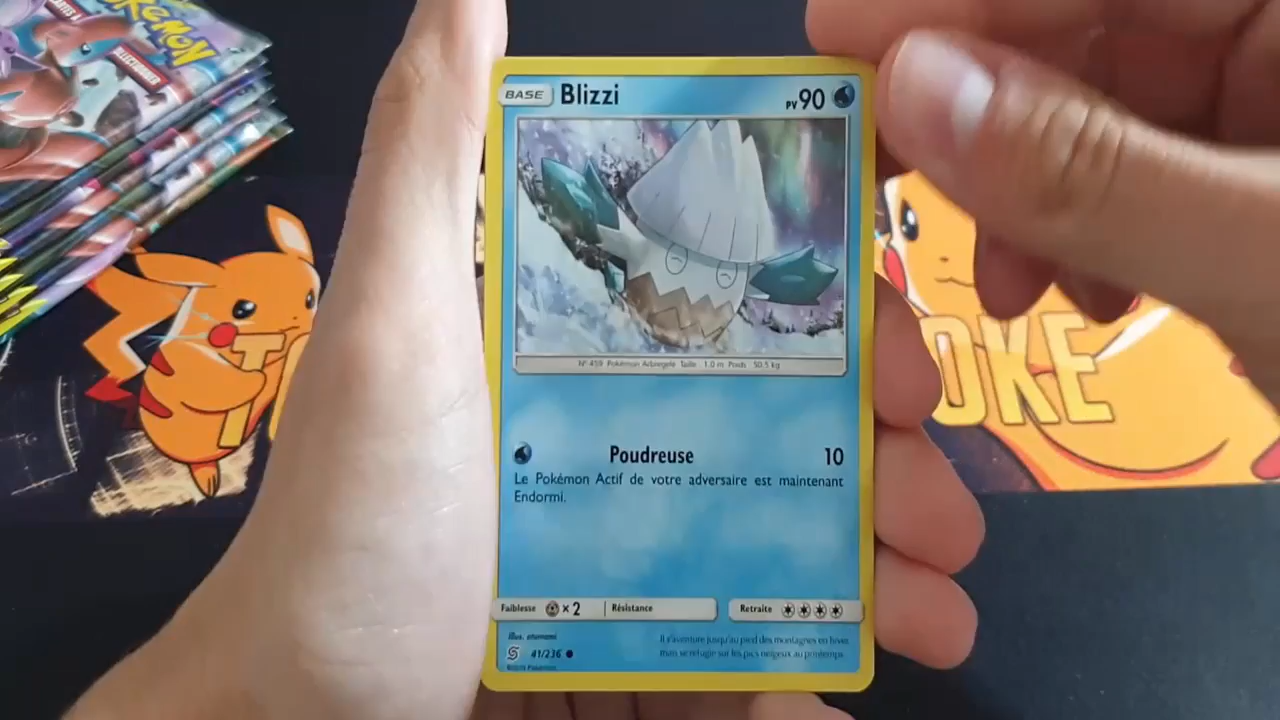 POKÉMON
BASE Blizzi PV 90
N° 459 Pokémon Arbregelé Taille : 1.0 m Poids : 50.5 kg
Poudreuse 10
Le Pokémon Actif de votre adversaire est maintenant
Endormi.
Faiblesse ×2 Résistance Retraite
Illus. otumami
41/236
Il s'aventure jusqu'au pied des montagnes en hiver,
mais se réfugie sur les pics neigeux au printemps.
©2019 Pokémon
T
OKE